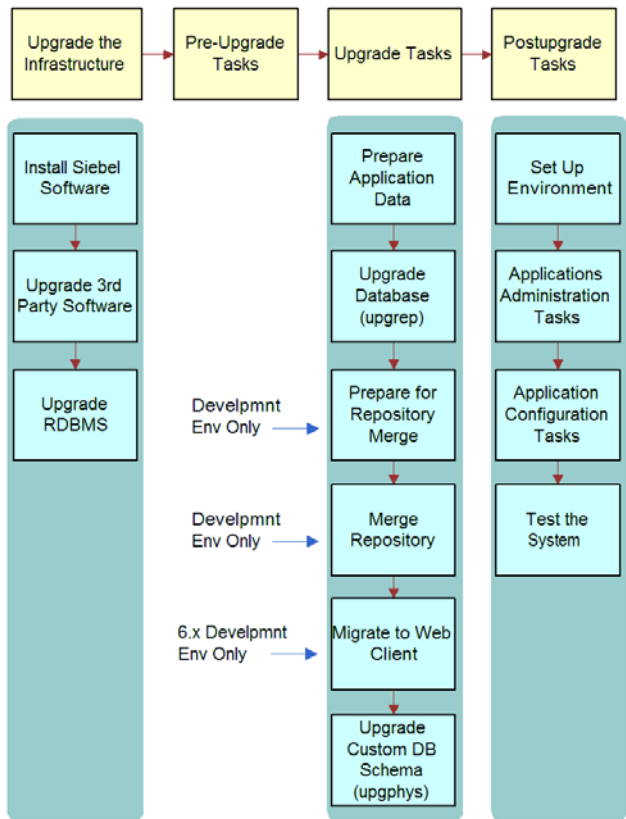 Upgrade the
Infrastructure
Pre-Upgrade
Tasks
Upgrade Tasks
Postupgrade
Tasks
Install Siebel
Software
Upgrade 3rd
Party Software
Upgrade
RDBMS
Develpmnt
Env Only
Develpmnt
Env Only
6.x Develpmnt
Env Only
Prepare
Application
Data
Upgrade
Database
(upgrep)
Prepare for
Repository
Merge
Merge
Repository
Migrate to Web
Client
Upgrade
Custom DB
Schema
(upgphys)
Set Up
Environment
Applications
Administration
Tasks
Application
Configuration
Tasks
Test the
System